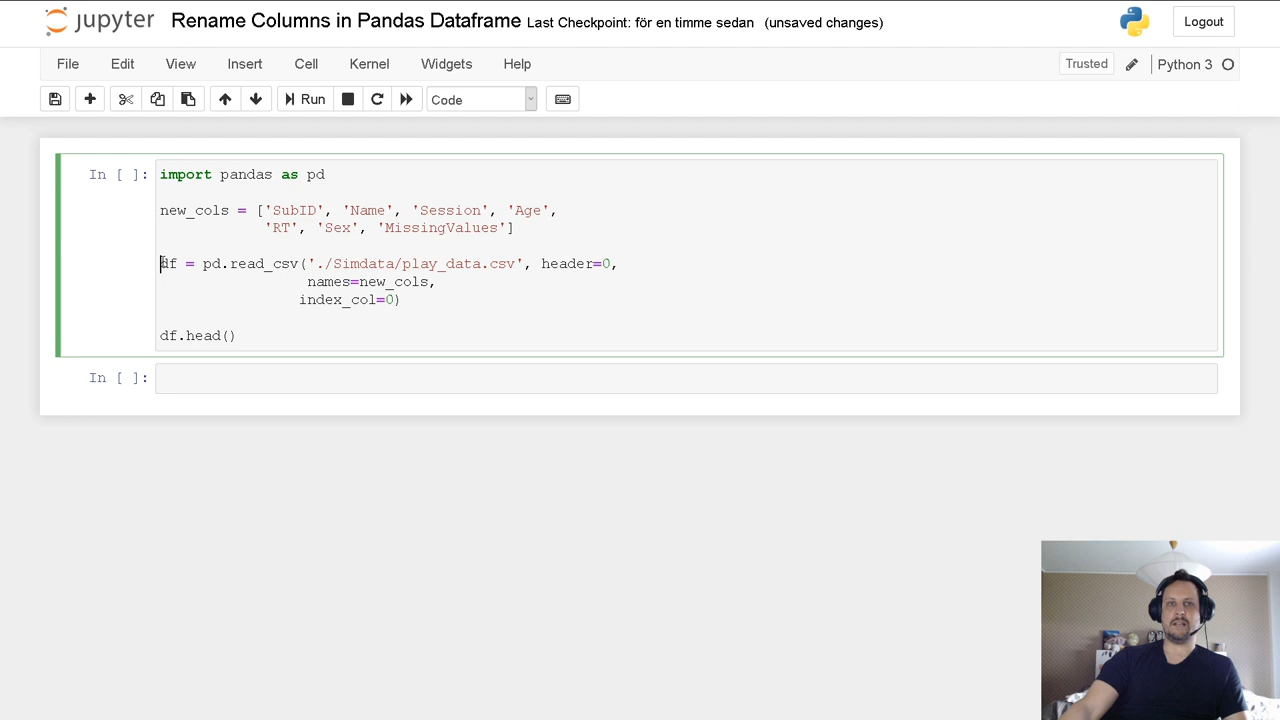 jupyter Rename Columns in Pandas Dataframe Last Checkpoint: för en timme sedan (unsaved changes) Logout
File Edit View Insert Cell Kernel Widgets Help Trusted Python 3
Run Code
In [ ]: import pandas as pd
new_cols = ['SubID', 'Name', 'Session', 'Age',
'RT', 'Sex', 'MissingValues']
df = pd.read_csv('./Simdata/play_data.csv', header=0,
names=new_cols,
index_col=0)
df.head()
In [ ]: